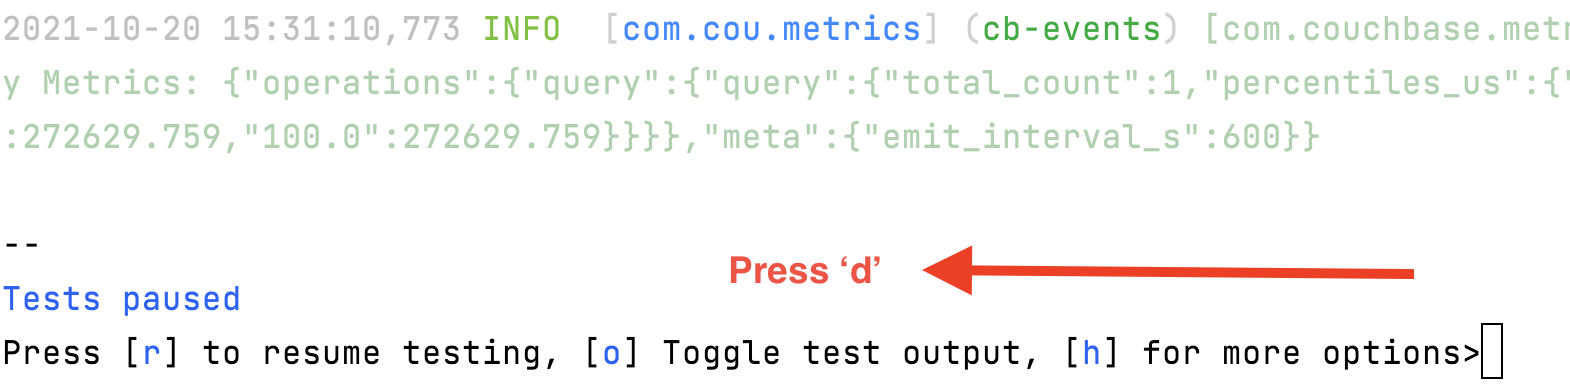 2021-10-20 15:31:10,773 INFO  [com.cou.metrics] (cb-events) [com.couchbase.metr
y Metrics: {"operations":{"query":{"query":{"total_count":1,"percentiles_us":{"
:272629.759,"100.0":272629.759}}}},"meta":{"emit_interval_s":600}}
--
Press ‘d’
Tests paused
Press [r] to resume testing, [o] Toggle test output, [h] for more options>